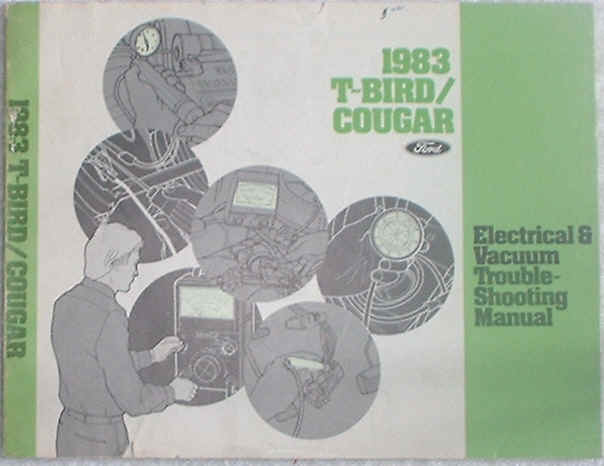 1983
T-BIRD/
COUGAR
Ford
Electrical &
Vacuum
Trouble-
Shooting
Manual
1983 T-BIRD/COUGAR